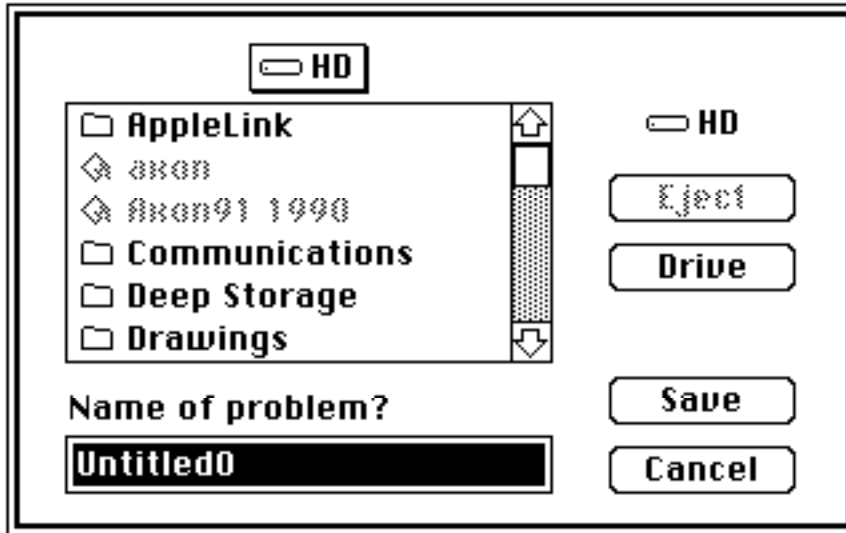 HD
AppleLink
axon
Axon91 1990
Communications
Deep Storage
Drawings
Name of problem?
Untitled0
HD
Eject
Drive
Save
Cancel